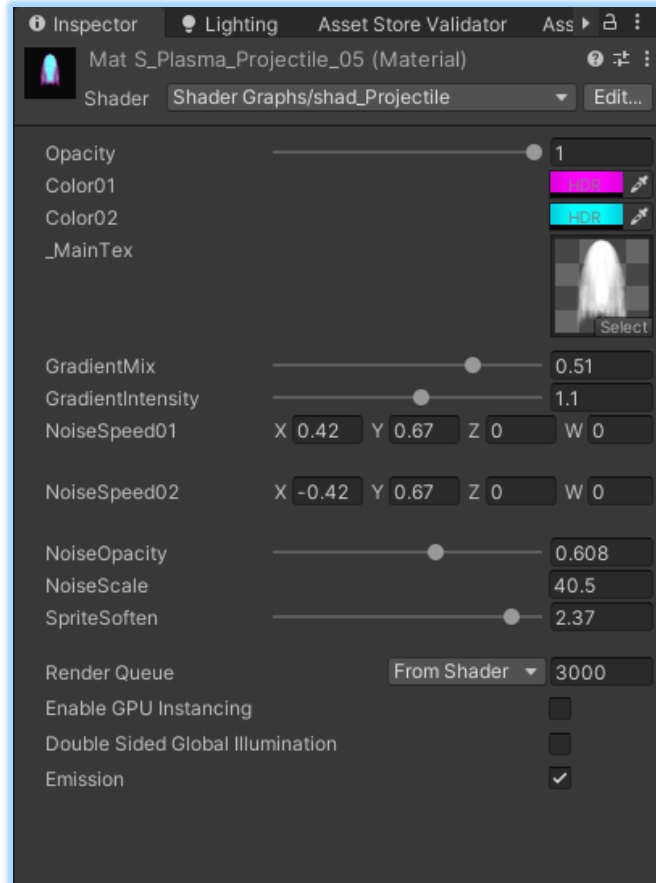 Inspector Lighting Asset Store Validator Ass
Mat S_Plasma_Projectile_05 (Material)
Shader Shader Graphs/shad_Projectile Edit...
Opacity 1
Color01 HDR
Color02 HDR
_MainTex
Select
GradientMix 0.51
GradientIntensity 1.1
NoiseSpeed01 X 0.42 Y 0.67 Z 0 W 0
NoiseSpeed02 X -0.42 Y 0.67 Z 0 W 0
NoiseOpacity 0.608
NoiseScale 40.5
SpriteSoften 2.37
Render Queue From Shader 3000
Enable GPU Instancing
Double Sided Global Illumination
Emission